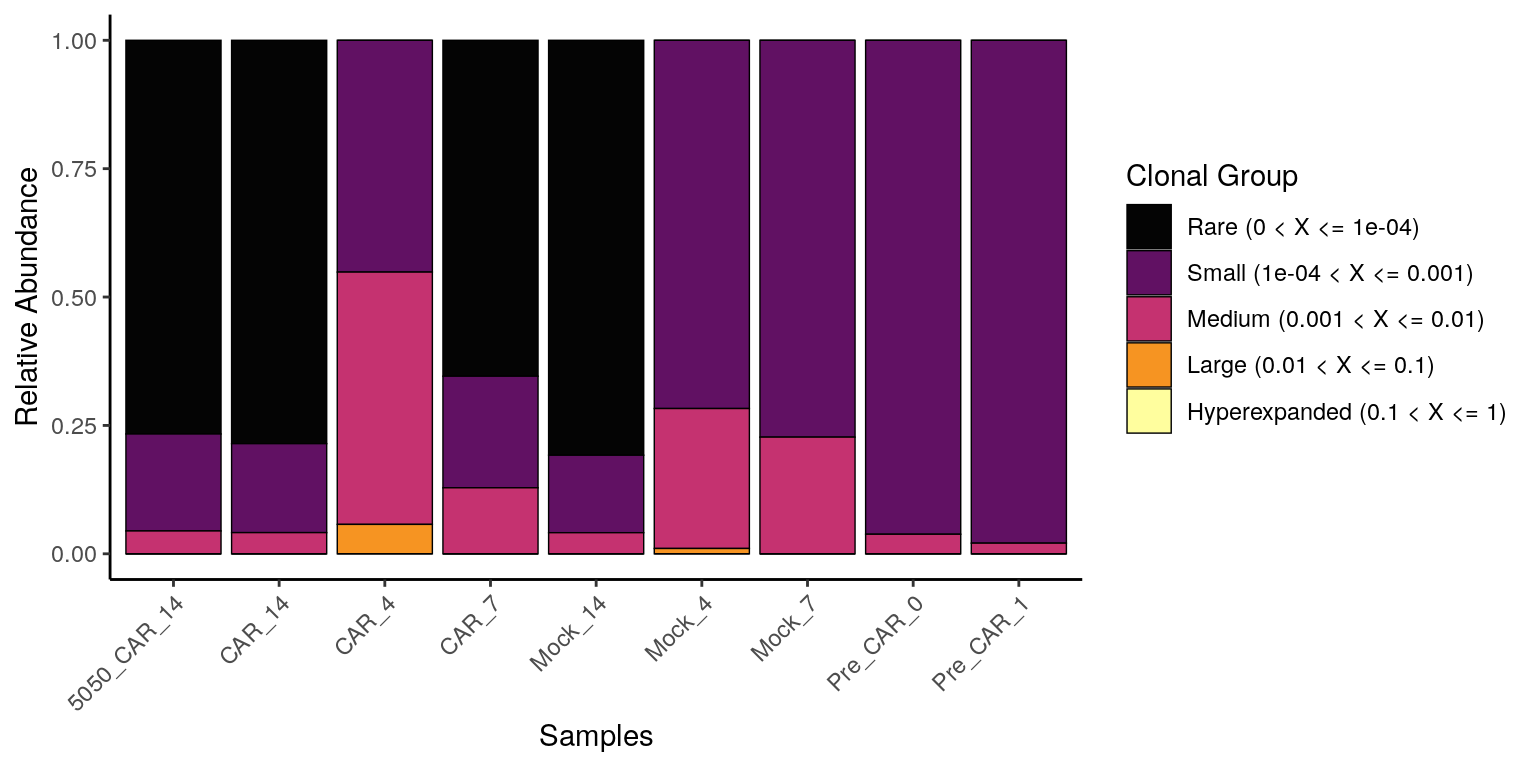 Relative Abundance
1.00
0.75
0.50
0.25
0.00
5050_CAR_14
CAR_14
CAR_4
CAR_7
Mock_14
Mock_4
Mock_7
Pre_CAR_0
Pre_CAR_1
Samples
Clonal Group
Rare (0 < X <= 1e-04)
Small (1e-04 < X <= 0.001)
Medium (0.001 < X <= 0.01)
Large (0.01 < X <= 0.1)
Hyperexpanded (0.1 < X <= 1)